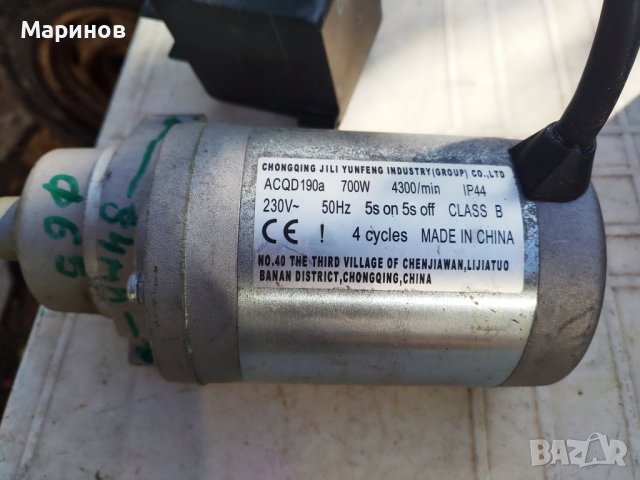 Маринов
CHONGQING JILI YUNFENG INDUSTRY(GROUP) CO.,LTD
ACQD190a 700W 4300/min IP44
230V~ 50Hz 5s on 5s off CLASS B
CE ! 4 cycles MADE IN CHINA
NO.40 THE THIRD VILLAGE OF CHENJIAWAN,LIJIATUO
BANAN DISTRICT,CHONGQING,CHINA
ϕ65
bazar